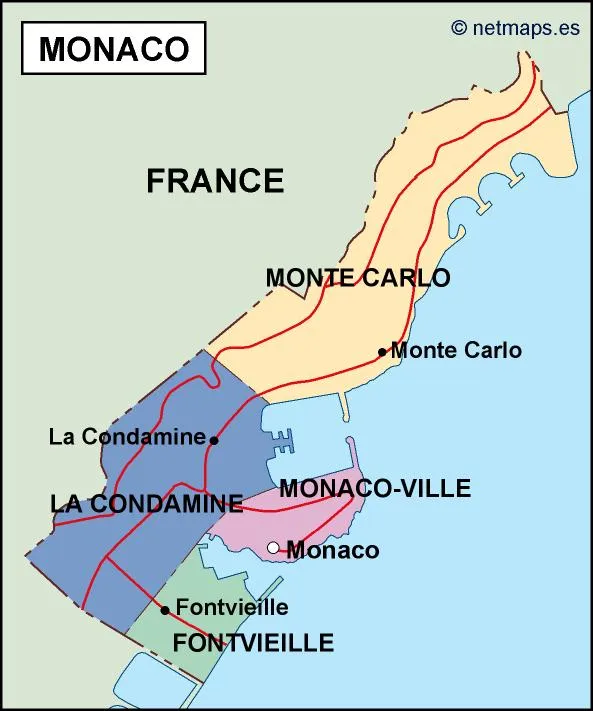 © netmaps.es
MONACO
FRANCE
MONTE CARLO
Monte Carlo
La Condamine
MONACO-VILLE
LA CONDAMINE
Monaco
Fontvieille
FONTVIEILLE